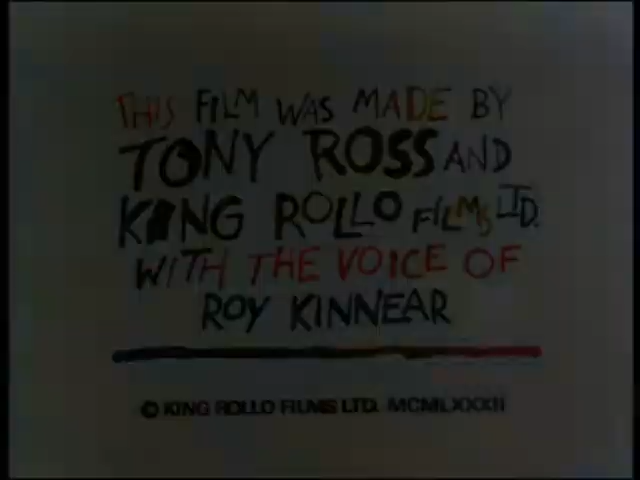 THIS FILM WAS MADE BY
TONY ROSS AND
KING ROLLO FILMS LTD.
WITH THE VOICE OF
ROY KINNEAR
© KING ROLLO FILMS LTD. MCMLXXXII